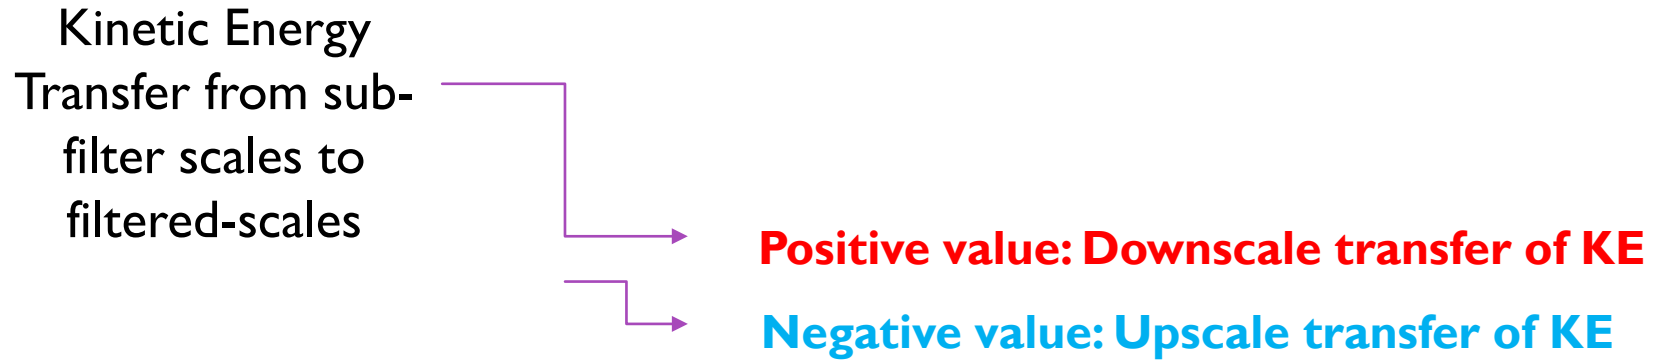 Kinetic Energy
Transfer from sub-
filter scales to
filtered-scales
Positive value: Downscale transfer of KE
Negative value: Upscale transfer of KE